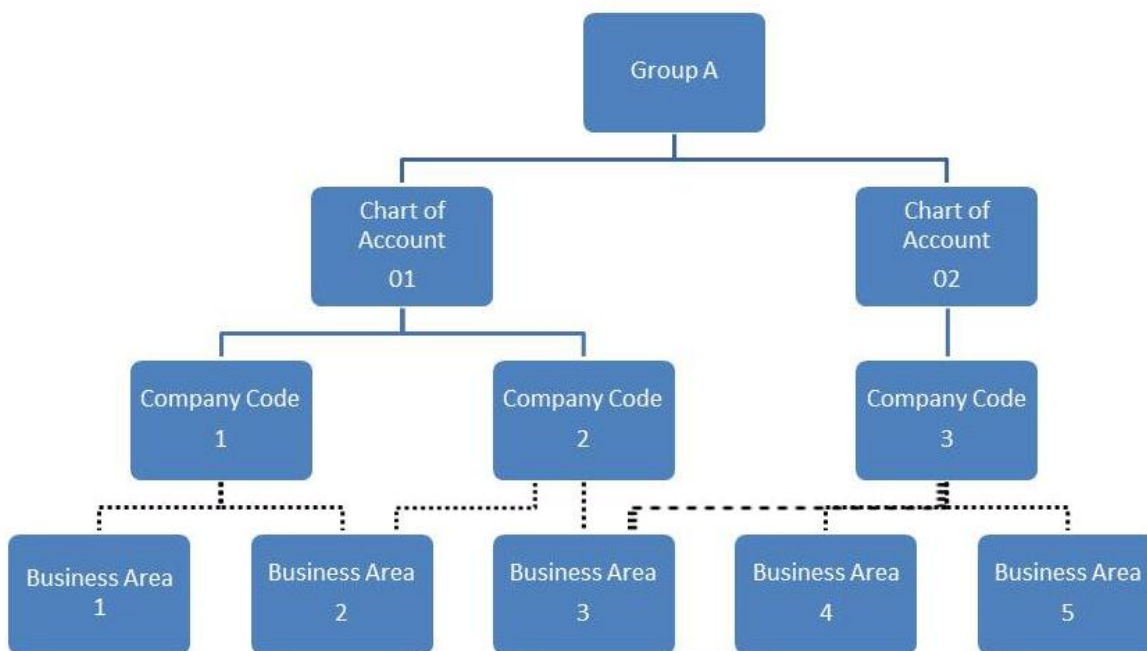 Group A
Chart of
Account
01
Chart of
Account
02
Company Code
1
Company Code
2
Company Code
3
Business Area
1
Business Area
2
Business Area
3
Business Area
4
Business Area
5